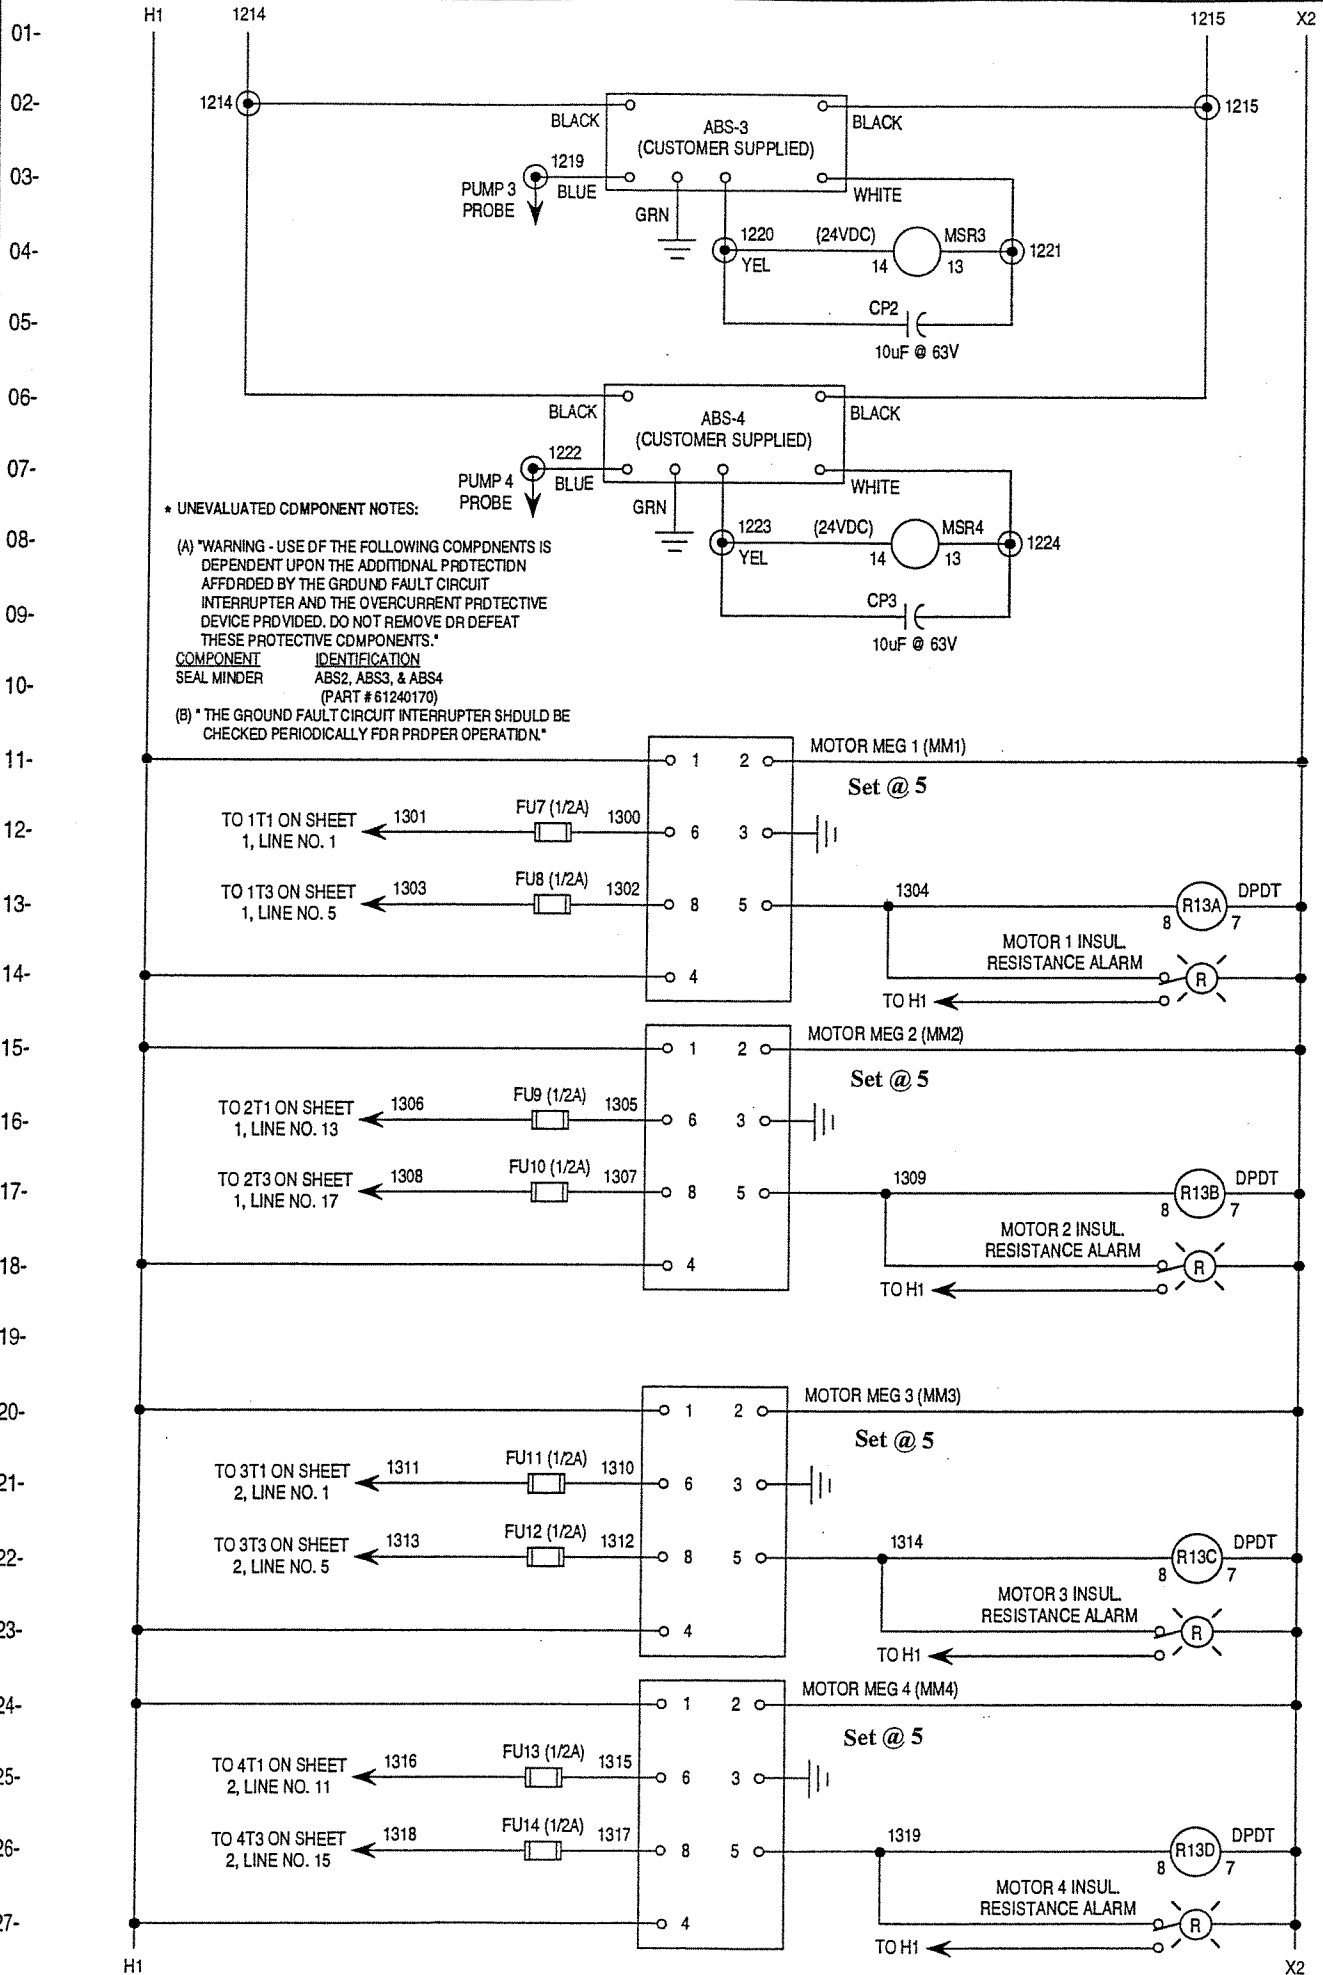 H1 1214 1215 X2
01-
02- 1214 1215
BLACK ABS-3 BLACK
(CUSTOMER SUPPLIED)
03- 1219
PUMP 3 BLUE WHITE
PROBE GRN
04- 1220 (24VDC) MSR3 1221
YEL 14 13
CP2
05-
10uF @ 63V
06-
BLACK ABS-4 BLACK
(CUSTOMER SUPPLIED)
07- 1222
PUMP 4 BLUE WHITE
PROBE GRN
* UNEVALUATED CDMPONENT NOTES:
08- 1223 (24VDC) MSR4 1224
YEL 14 13
(A) "WARNING - USE DF THE FOLLOWING COMPDNENTS IS
DEPENDENT UPON THE ADDITIDNAL PRDTECTIDN
AFFDRDED BY THE GRDUND FAULT CIRCUIT
INTERRUPTER AND THE OVERCURRENT PRDTECTIVE
DEVICE PRDVIDED. DO NOT REMOVE DR DEFEAT
THESE PROTECTIVE CDMPONENTS."
09- CP3
10uF @ 63V
COMPONENT IDENTIFICATION
SEAL MINDER ABS2, ABS3, & ABS4
(PART # 61240170)
10-
(B) " THE GROUND FAULT CIRCUIT INTERRUPTER SHDULD BE
CHECKED PERIODICALLY FDR PRDPER OPERATIDN."
11- 1 2 MOTOR MEG 1 (MM1)
Set @ 5
12- TO 1T1 ON SHEET 1301 FU7 (1/2A) 1300 6 3
1, LINE NO. 1
13- TO 1T3 ON SHEET 1303 FU8 (1/2A) 1302 8 5 1304 R13A DPDT
1, LINE NO. 5 8 7
MOTOR 1 INSUL.
RESISTANCE ALARM
14- 4 R
TO H1
15- 1 2 MOTOR MEG 2 (MM2)
Set @ 5
16- TO 2T1 ON SHEET 1306 FU9 (1/2A) 1305 6 3
1, LINE NO. 13
17- TO 2T3 ON SHEET 1308 FU10 (1/2A) 1307 8 5 1309 R13B DPDT
1, LINE NO. 17 8 7
MOTOR 2 INSUL.
RESISTANCE ALARM
18- 4 R
TO H1
19-
20- 1 2 MOTOR MEG 3 (MM3)
Set @ 5
21- TO 3T1 ON SHEET 1311 FU11 (1/2A) 1310 6 3
2, LINE NO. 1
22- TO 3T3 ON SHEET 1313 FU12 (1/2A) 1312 8 5 1314 R13C DPDT
2, LINE NO. 5 8 7
MOTOR 3 INSUL.
RESISTANCE ALARM
23- 4 R
TO H1
24- 1 2 MOTOR MEG 4 (MM4)
Set @ 5
25- TO 4T1 ON SHEET 1316 FU13 (1/2A) 1315 6 3
2, LINE NO. 11
26- TO 4T3 ON SHEET 1318 FU14 (1/2A) 1317 8 5 1319 R13D DPDT
2, LINE NO. 15 8 7
MOTOR 4 INSUL.
RESISTANCE ALARM
27- 4 R
TO H1
H1 X2